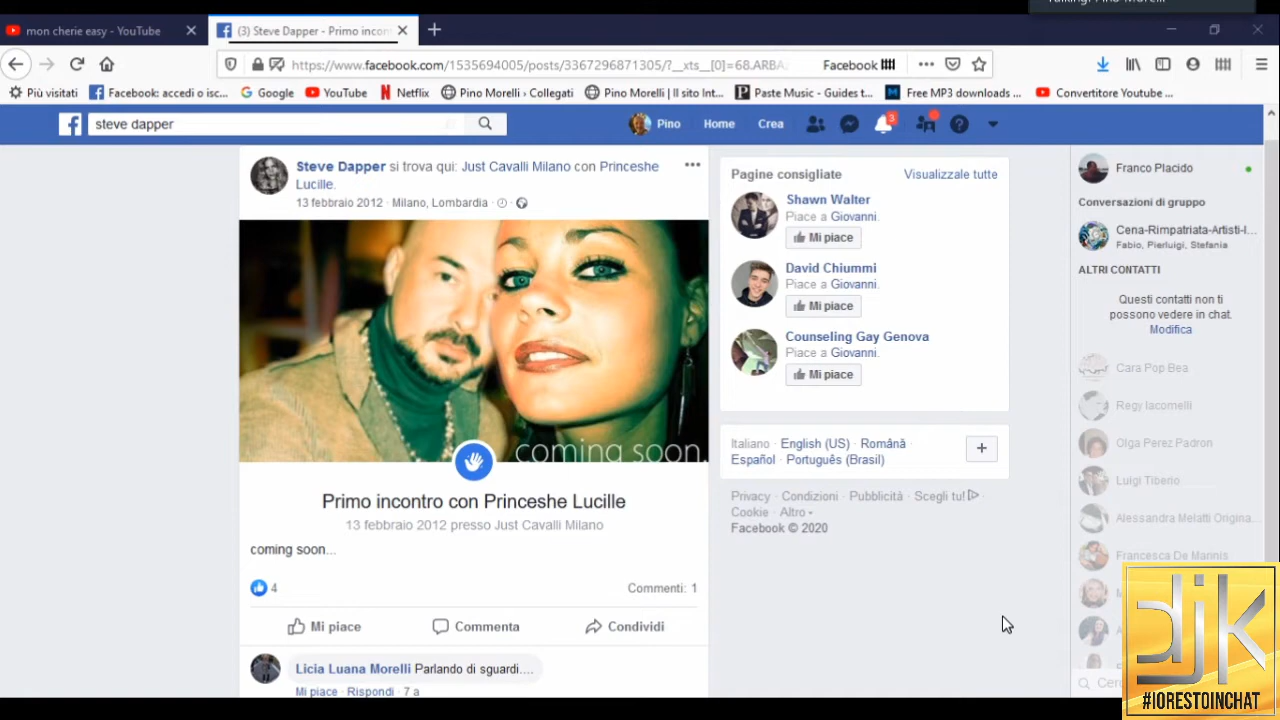 Talking: Pino Morelli
mon cherie easy - YouTube
(3) Steve Dapper - Primo incon
https://www.facebook.com/1535694005/posts/3367296871305/?__xts__[0]=68.ARBA
Facebook
Più visitati
Facebook: accedi o isc...
Google
YouTube
Netflix
Pino Morelli › Collegati
Pino Morelli | Il sito Int...
Paste Music - Guides t...
Free MP3 downloads ...
Convertitore Youtube ...
steve dapper
Pino
Home
Crea
3
Steve Dapper si trova qui: Just Cavalli Milano con Princeshe
Lucille.
13 febbraio 2012 · Milano, Lombardia ·
coming soon.
Primo incontro con Princeshe Lucille
13 febbraio 2012 presso Just Cavalli Milano
coming soon...
4
Commenti: 1
Mi piace
Commenta
Condividi
Licia Luana Morelli Parlando di sguardi....
Mi piace · Rispondi · 7 a
Pagine consigliate
Visualizzale tutte
Shawn Walter
Piace a Giovanni.
Mi piace
David Chiummi
Piace a Giovanni.
Mi piace
Counseling Gay Genova
Piace a Giovanni.
Mi piace
Italiano · English (US) · Română ·
Español · Português (Brasil)
Privacy · Condizioni · Pubblicità · Scegli tu! ·
Cookie · Altro
Facebook © 2020
Franco Placido
Conversazioni di gruppo
Cena-Rimpatriata-Artisti-I...
Fabio, Pierluigi, Stefania
ALTRI CONTATTI
Questi contatti non ti
possono vedere in chat.
Modifica
Cara Pop Bea
Regy Iacomelli
Olga Perez Padron
Luigi Tiberio
Alessandra Melatti Origina...
Francesca De Marinis
djk
#IORESTOINCHAT